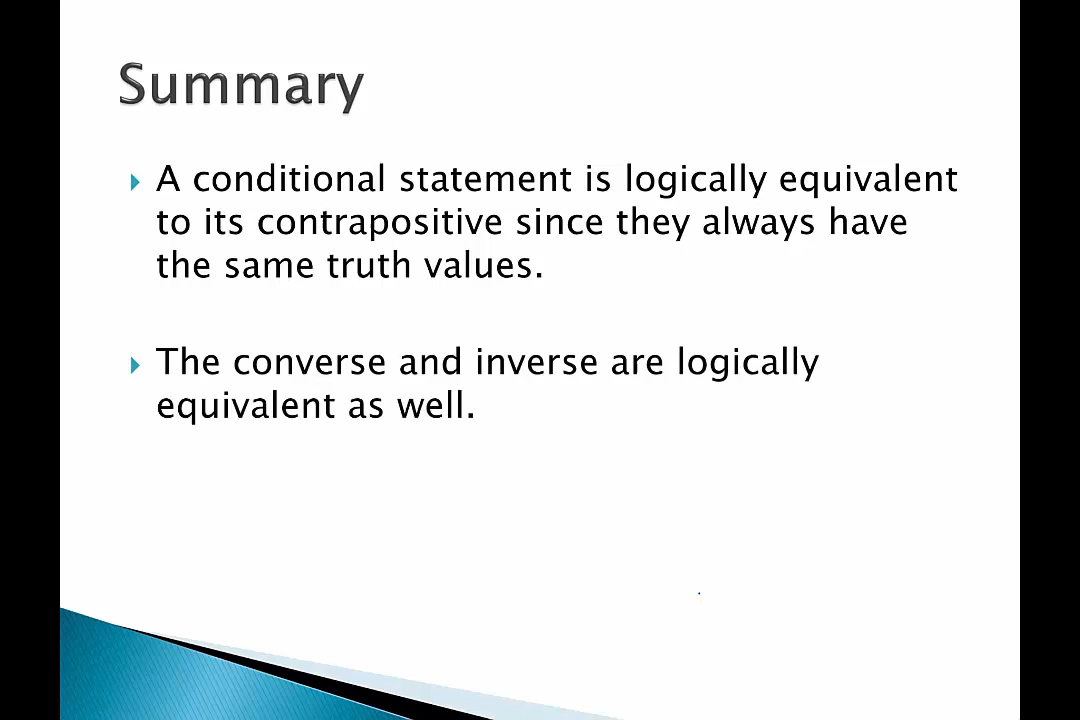 Summary
A conditional statement is logically equivalent
to its contrapositive since they always have
the same truth values.
The converse and inverse are logically
equivalent as well.